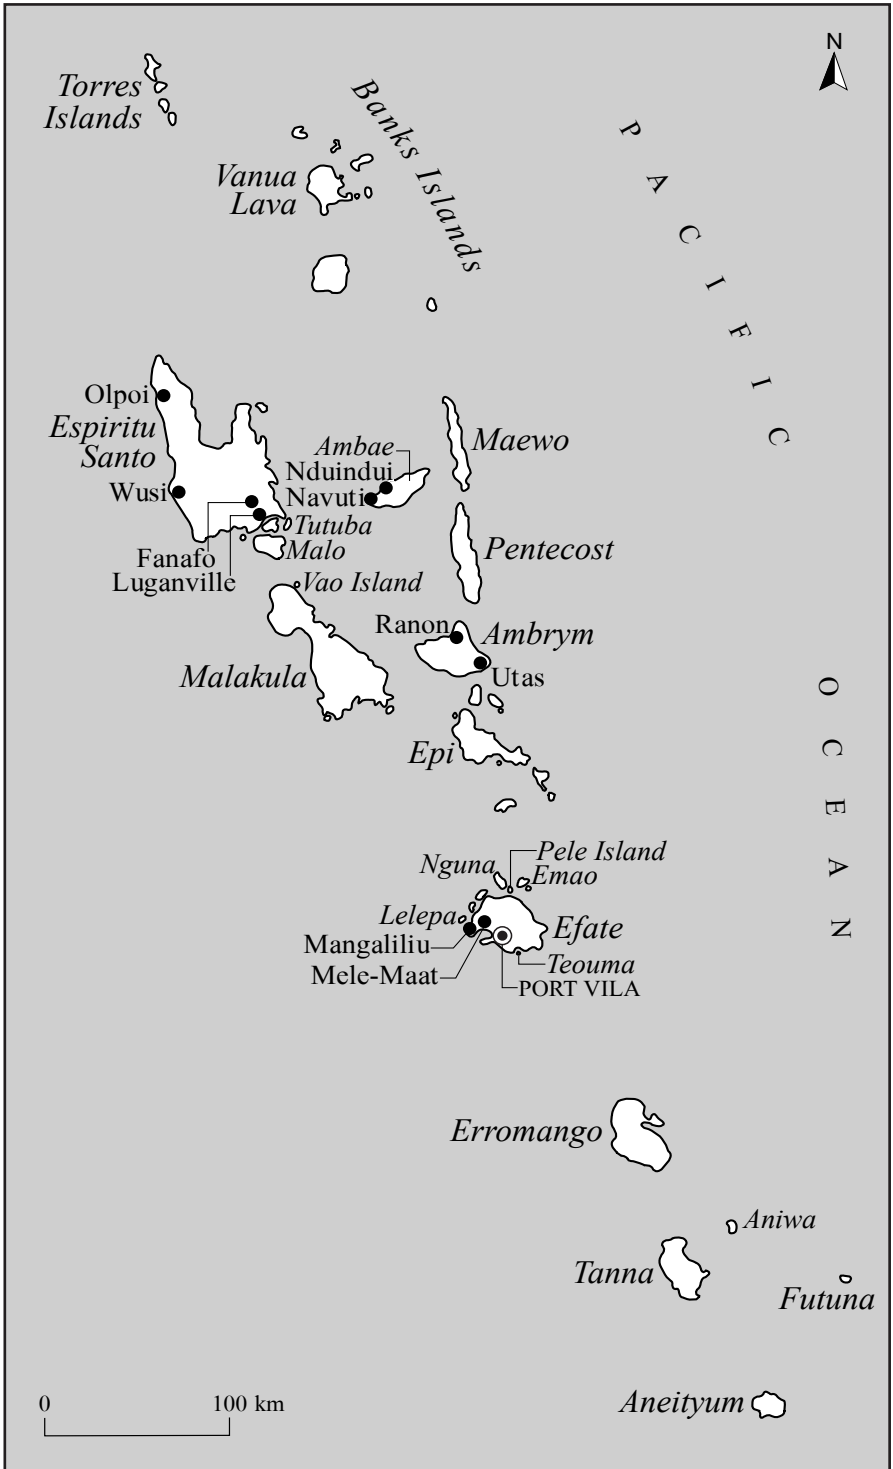 N
Torres
Islands
Banks Islands
PACIFIC
Vanua
Lava
Olpoi
Espiritu
Santo
Maewo
Ambae
Nduindui
Wusi
Navuti
Tutuba
Fanafo
Malo
Pentecost
Luganville
Vao Island
Ranon
Ambrym
Malakula
Utas
OCEAN
Epi
Pele Island
Nguna
Emao
Lelepa
Efate
Mangaliliu
Teouma
Mele-Maat
PORT VILA
Erromango
Aniwa
Tanna
Futuna
0 100 km
Aneityum